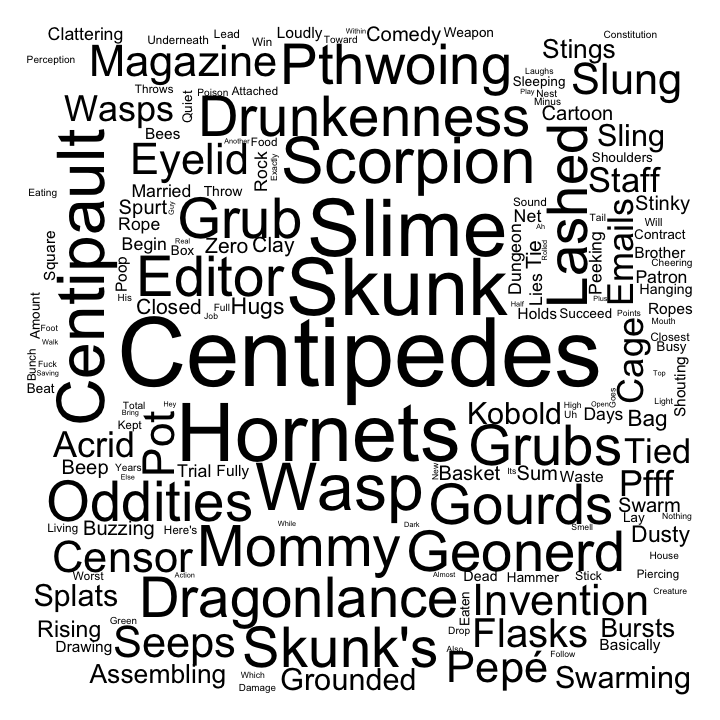 Clattering
Underneath
Lead
Win
Loudly
Toward
Within
Comedy
Weapon
Constitution
Perception
Magazine
Pthwoing
Laughs
Sleeping
Stings
Slung
Throws
Poison
Attached
Play
Nest
Minus
Wasps
Quiet
Drunkenness
Cartoon
Bees
Another
Food
Sling
Centipault
Eyelid
Rock
Exactly
Scorpion
Lashed
Shoulders
Staff
Eating
Married
Throw
Spurt
Guy
Rope
Grub
Slime
Sound
Net
Ah
Tail
Emails
Stinky
Will
Contract
Square
Begin
Real
Box
Zero
Clay
Dungeon
Lies
Tie
Rolled
Peeking
Brother
Cheering
Poop
His
Editor
Skunk
Patron
Plus
Hanging
Amount
Closed
Full
Job
Hugs
Half
Holds
Succeed
Points
Ropes
Mouth
Foot
Walk
Centipedes
Cage
Closest
Busy
Bunch
Fuck
Saving
Beat
Top
Shouting
Goes
Light
Total
Bring
Hey
Kept
Pot
Hornets
Kobold
High
Uh
Open
Days
Bag
Acrid
Grubs
Tied
Beep
Years
Else
Trial
Fully
Wasp
New
Basket
Its
Sum
Waste
Pfff
Oddities
Gourds
Swarm
Lay
Nothing
Living
Buzzing
Here's
While
Dark
Smell
Dusty
Censor
Mommy
Geonerd
House
Worst
Action
Almost
Dead
Hammer
Stick
Piercing
Splats
Dragonlance
Eaten
Invention
Creature
Rising
Green
Drawing
Seeps
Skunk's
Drop
Also
Flasks
Bursts
Basically
Assembling
Which
Damage
Grounded
Pepé
Follow
Swarming